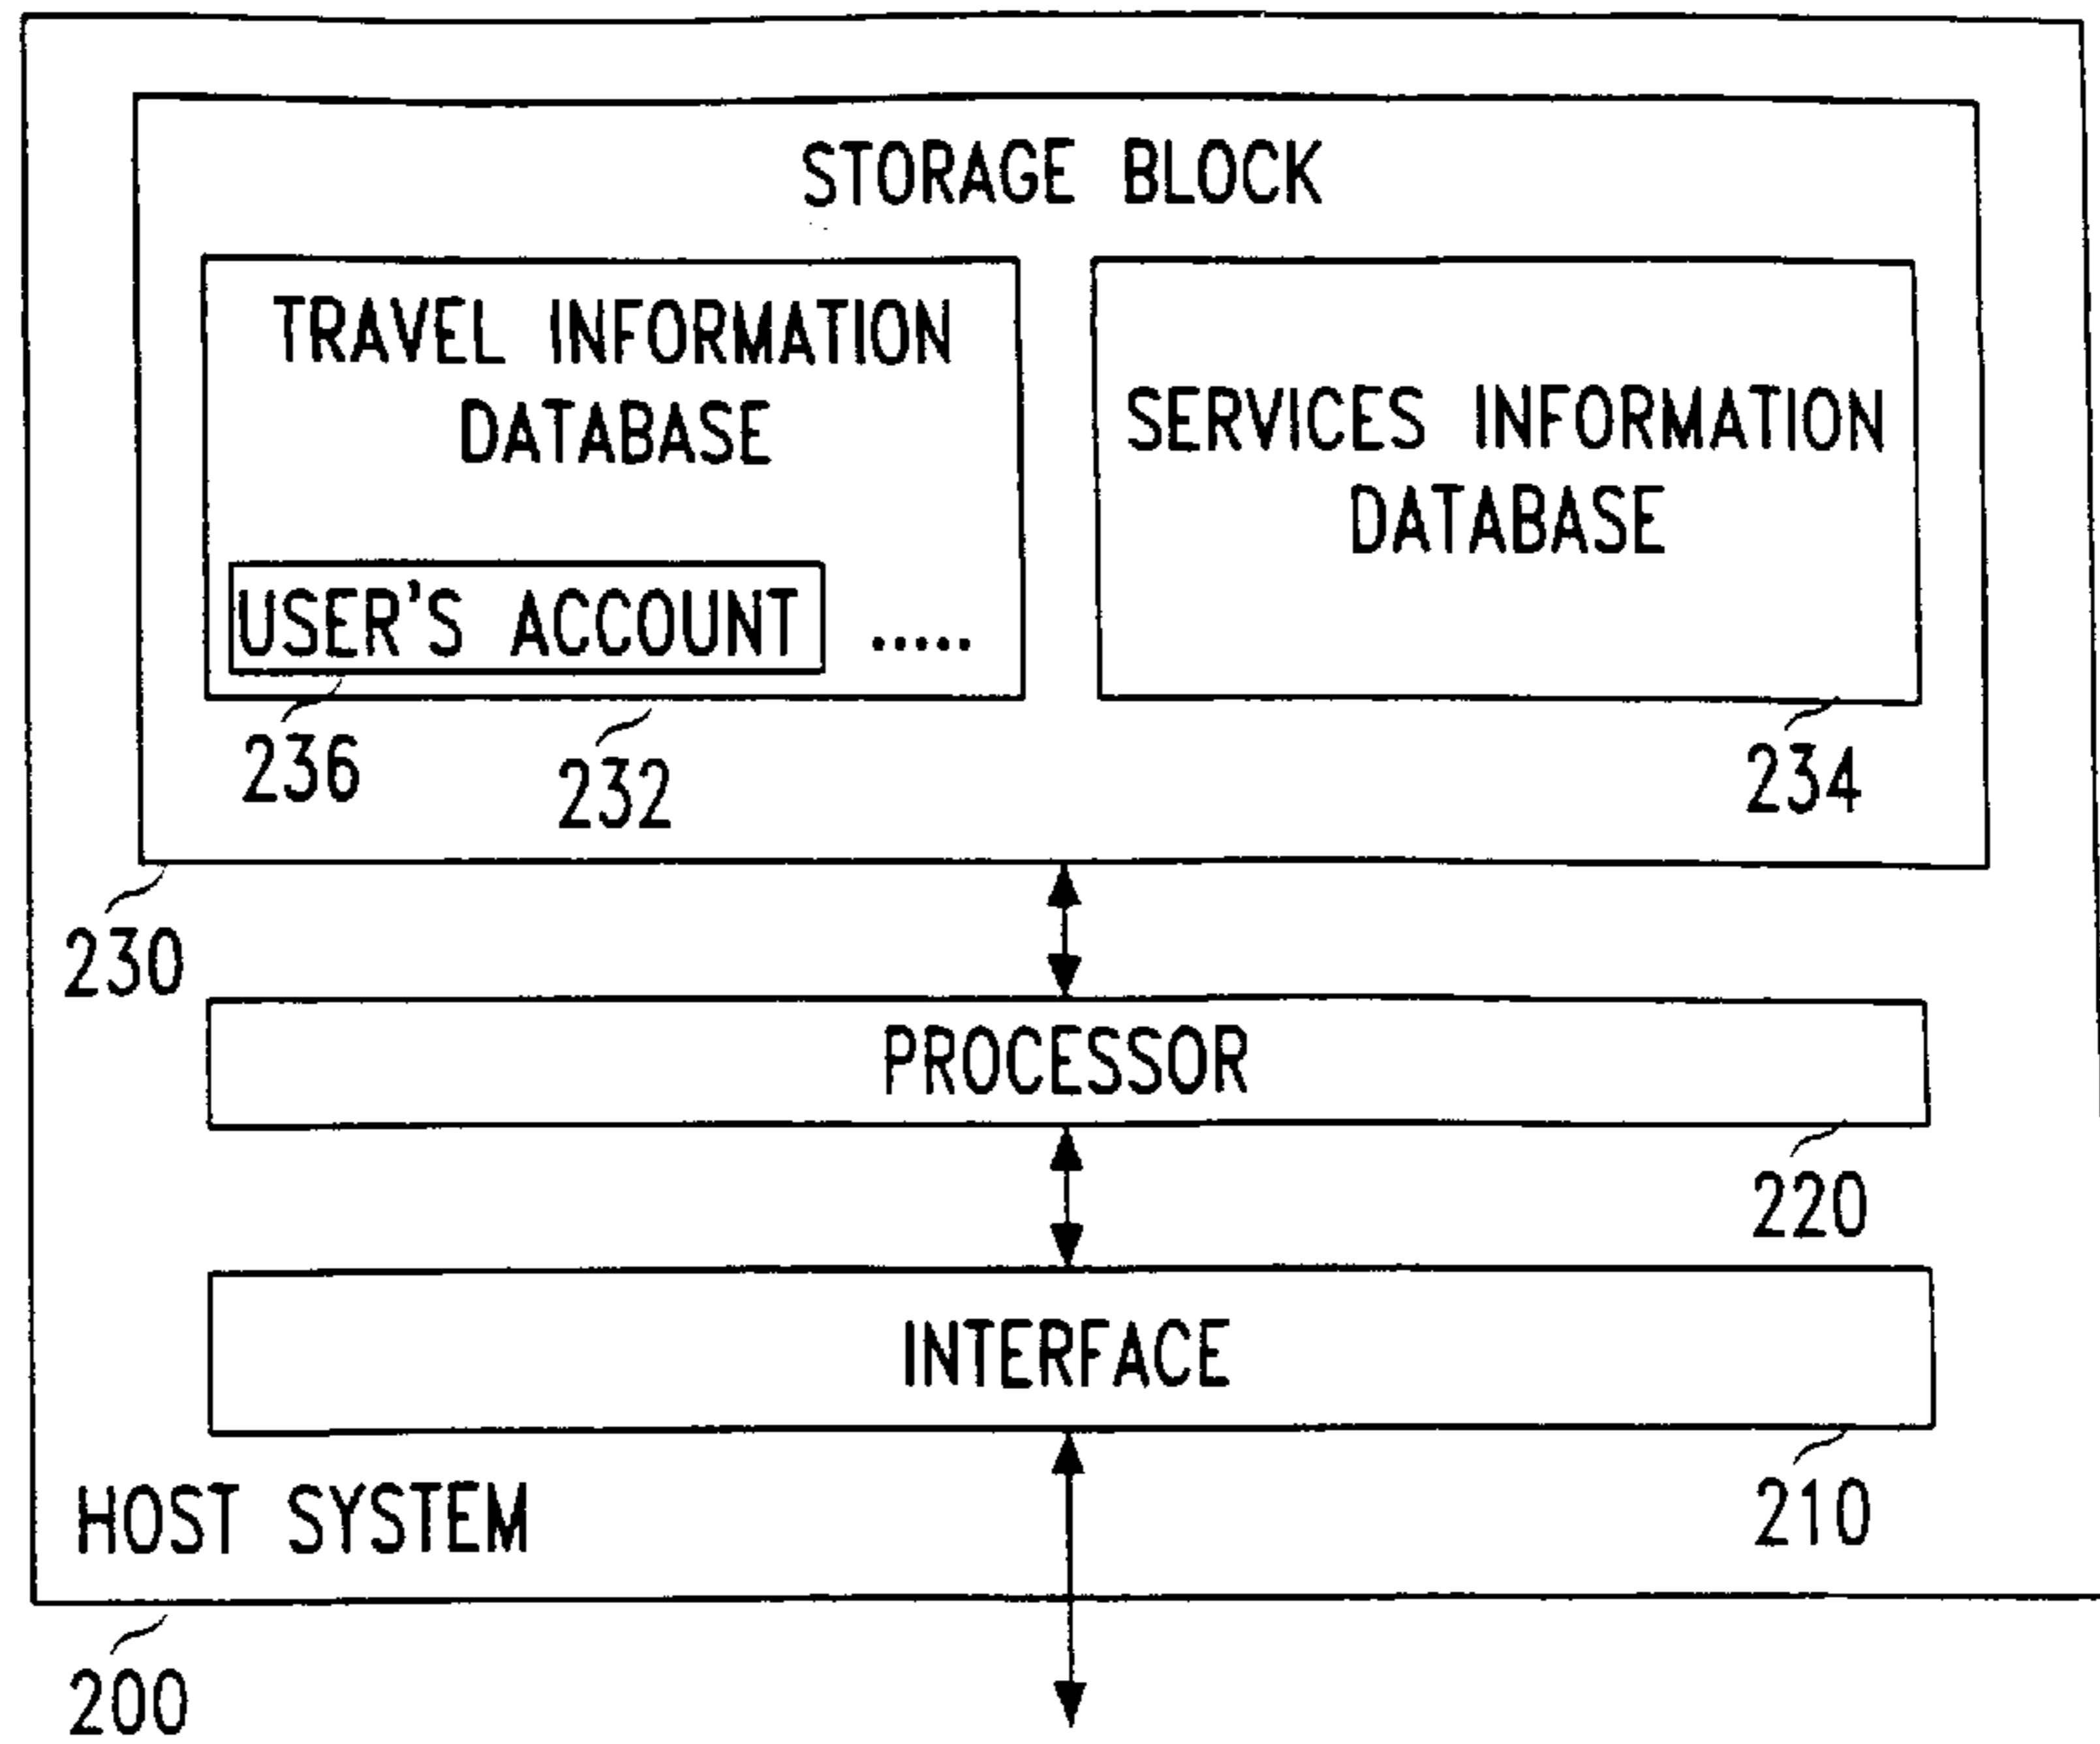 STORAGE BLOCK
TRAVEL INFORMATION
DATABASE
USER'S ACCOUNT .....
SERVICES INFORMATION
DATABASE
236
232
234
230
PROCESSOR
220
INTERFACE
210
HOST SYSTEM
200